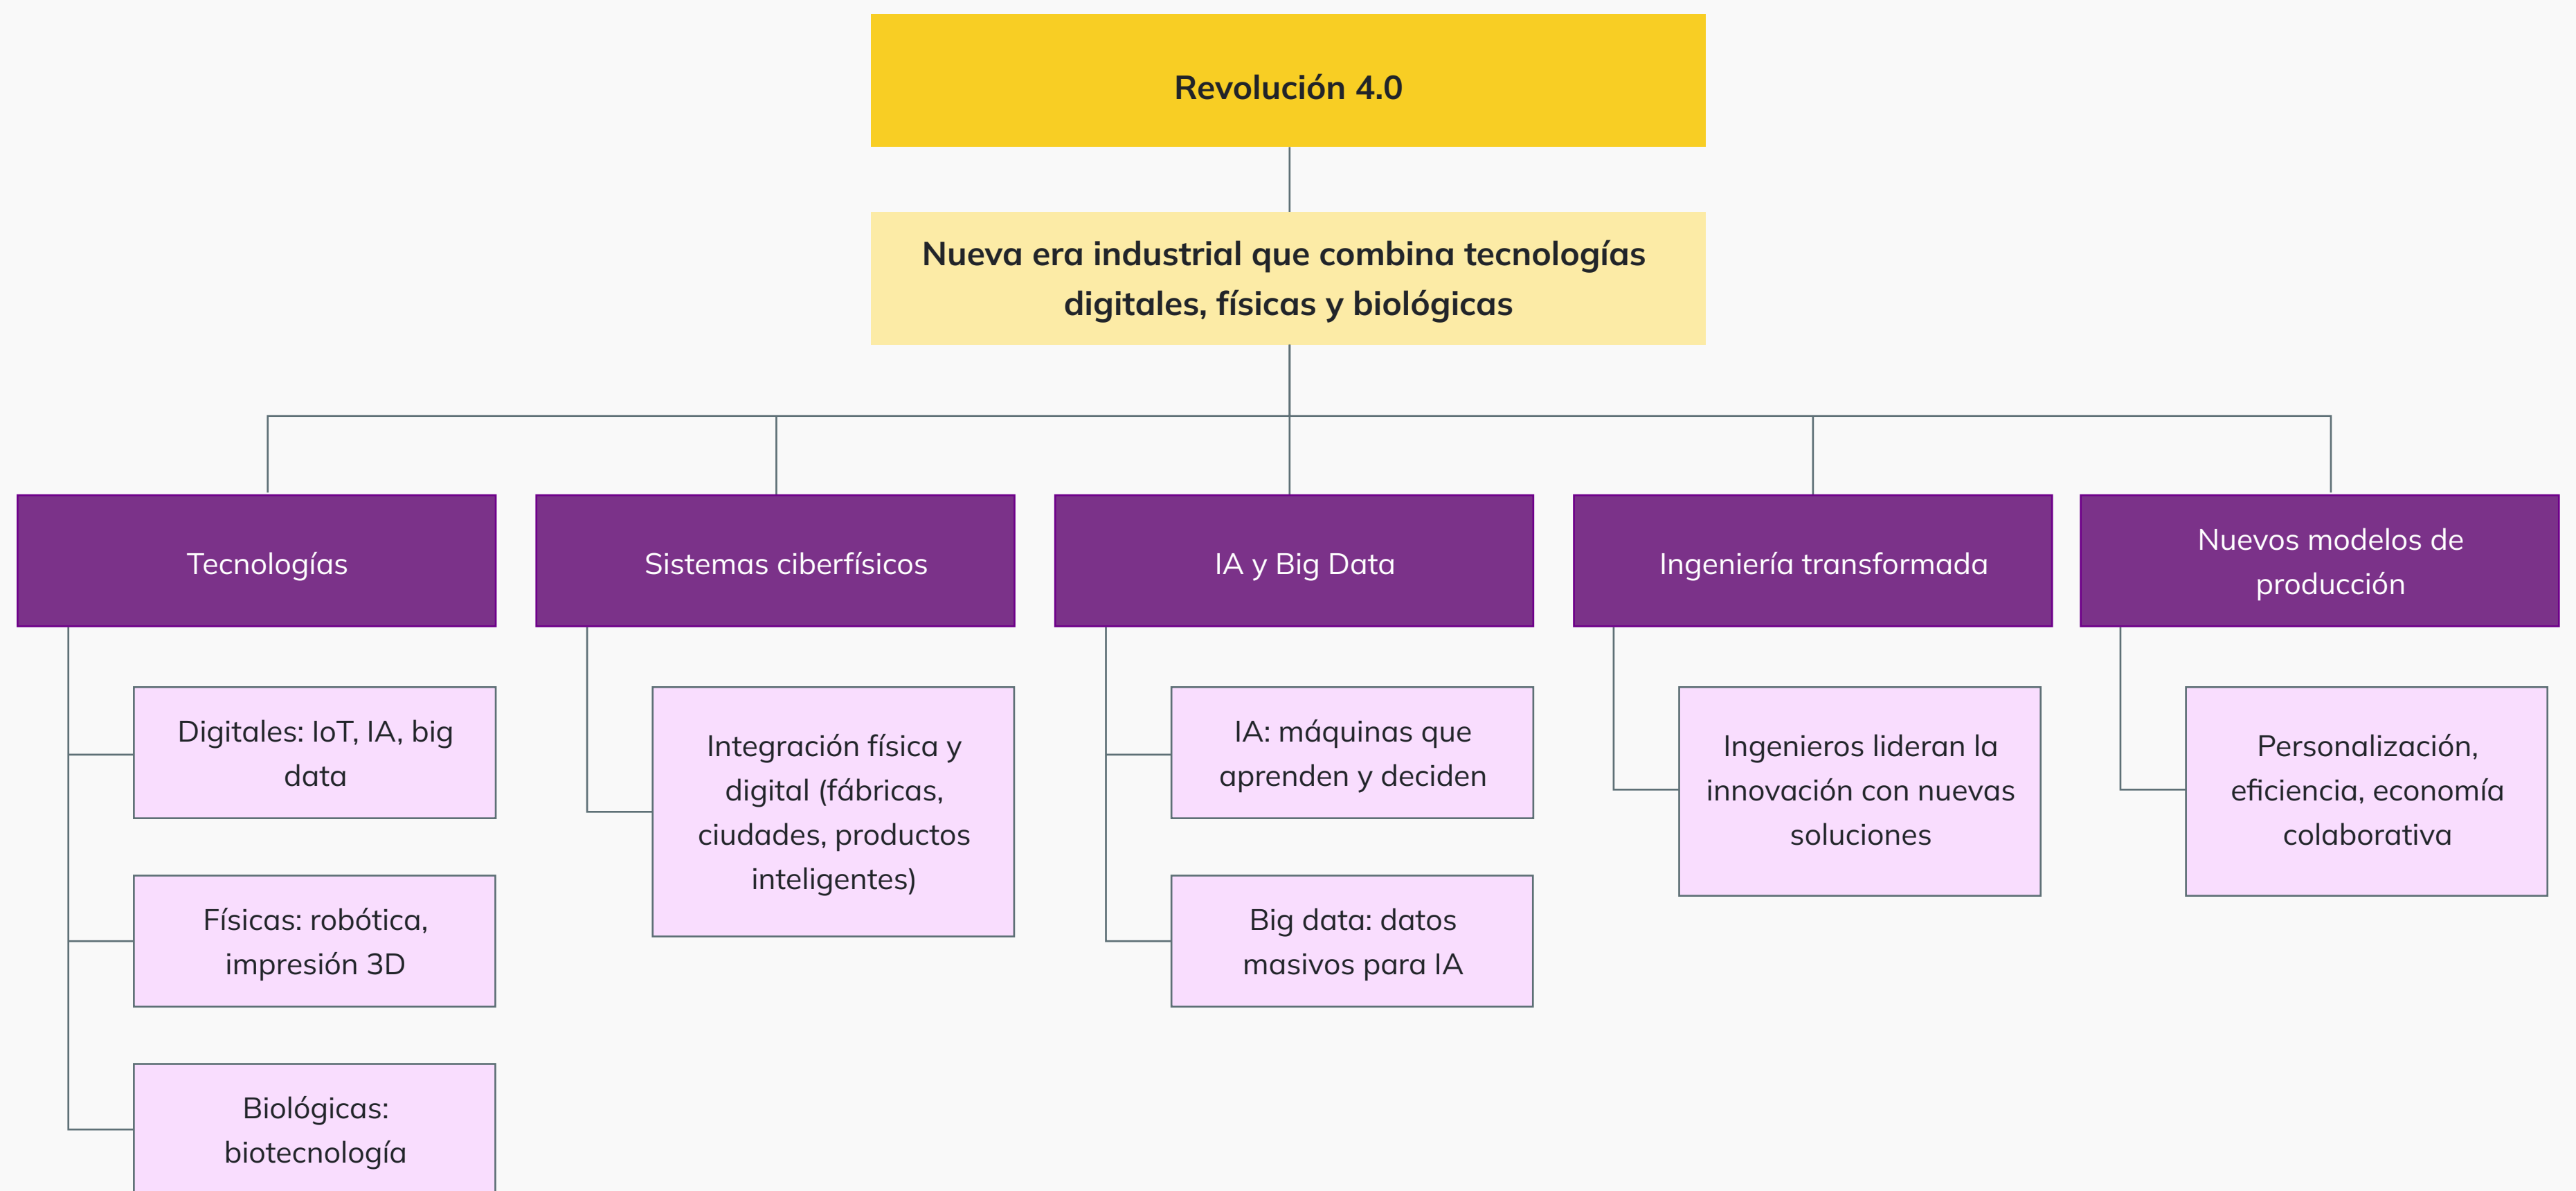 Revolución 4.0
Nueva era industrial que combina tecnologías
digitales, físicas y biológicas
Tecnologías
Digitales: IoT, IA, big
data
Físicas: robótica,
impresión 3D
Biológicas:
biotecnología
Sistemas ciberfísicos
Integración física y
digital (fábricas,
ciudades, productos
inteligentes)
IA y Big Data
IA: máquinas que
aprenden y deciden
Big data: datos
masivos para IA
Ingeniería transformada
Ingenieros lideran la
innovación con nuevas
soluciones
Nuevos modelos de
producción
Personalización,
eficiencia, economía
colaborativa